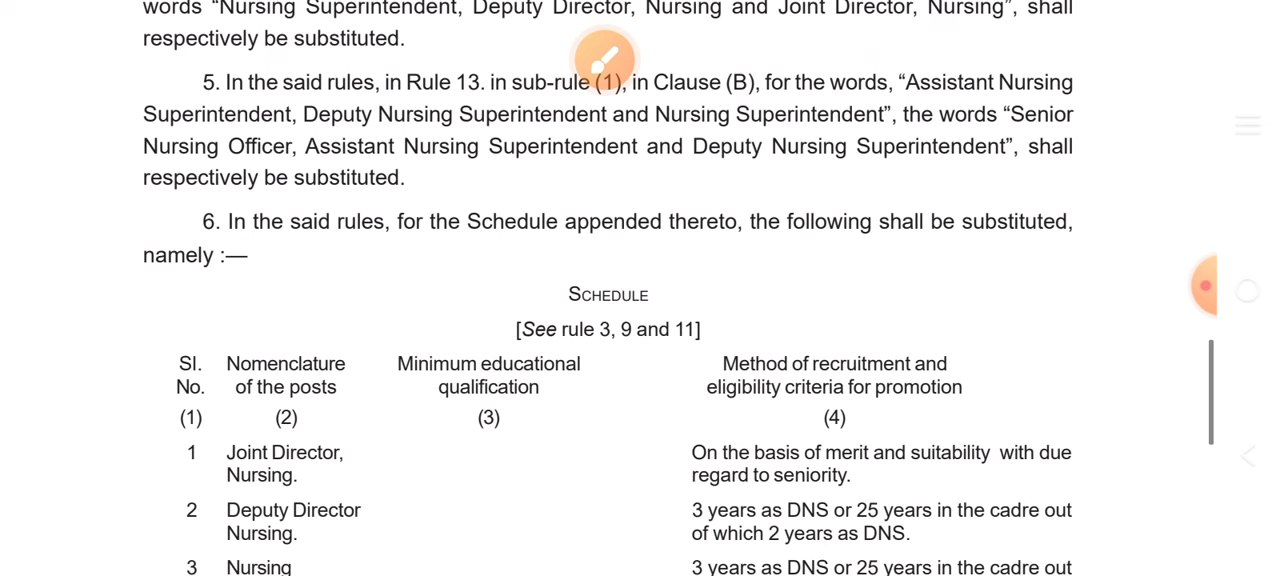 words “Nursing Superintendent, Deputy Director, Nursing and Joint Director, Nursing”, shall
respectively be substituted.
5. In the said rules, in Rule 13. in sub-rule (1), in Clause (B), for the words, “Assistant Nursing
Superintendent, Deputy Nursing Superintendent and Nursing Superintendent”, the words “Senior
Nursing Officer, Assistant Nursing Superintendent and Deputy Nursing Superintendent”, shall
respectively be substituted.
6. In the said rules, for the Schedule appended thereto, the following shall be substituted,
namely :—
SCHEDULE
[See rule 3, 9 and 11]
Sl. Nomenclature Minimum educational Method of recruitment and
No. of the posts qualification eligibility criteria for promotion
(1) (2) (3) (4)
1 Joint Director, On the basis of merit and suitability with due
Nursing. regard to seniority.
2 Deputy Director 3 years as DNS or 25 years in the cadre out
Nursing. of which 2 years as DNS.
3 Nursing 3 years as DNS or 25 years in the cadre out